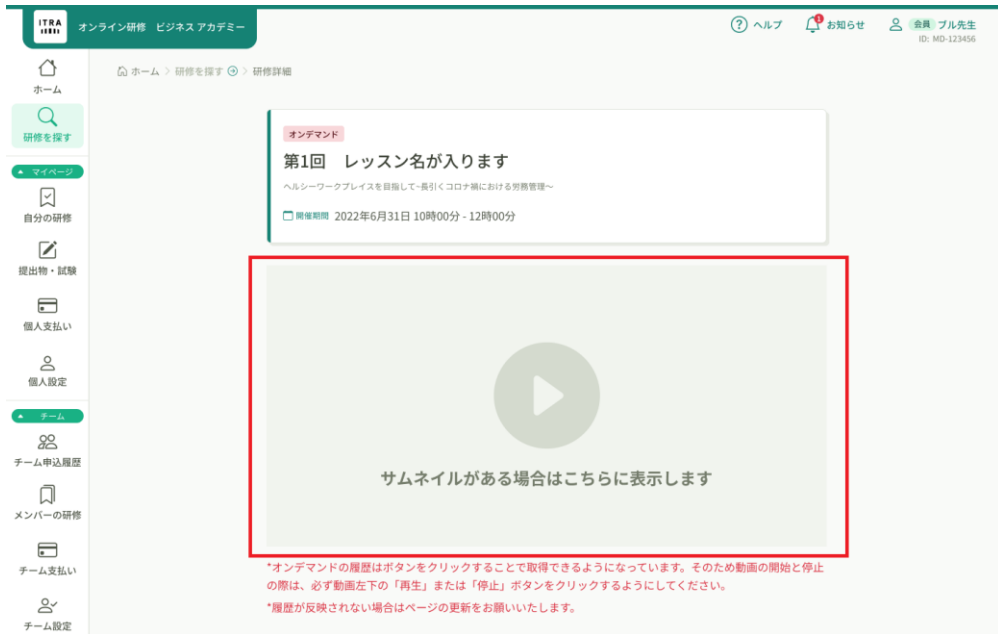 ITRA
オンライン研修 ビジネス アカデミー
ヘルプ
1
お知らせ
会員 ブル先生
ID: MD-123456
ホーム
研修を探す
マイページ
自分の研修
提出物・試験
個人支払い
個人設定
チーム
チーム申込履歴
メンバーの研修
チーム支払い
チーム設定
ホーム > 研修を探す > 研修詳細
オンデマンド
第1回 レッスン名が入ります
ヘルシーワークプレイスを目指して~長引くコロナ禍における労務管理~
開催期間 2022年6月31日 10時00分 - 12時00分
サムネイルがある場合はこちらに表示します
*オンデマンドの履歴はボタンをクリックすることで取得できるようになっています。そのため動画の開始と停止
の際は、必ず動画左下の「再生」または「停止」ボタンをクリックするようにしてください。
*履歴が反映されない場合はページの更新をお願いいたします。